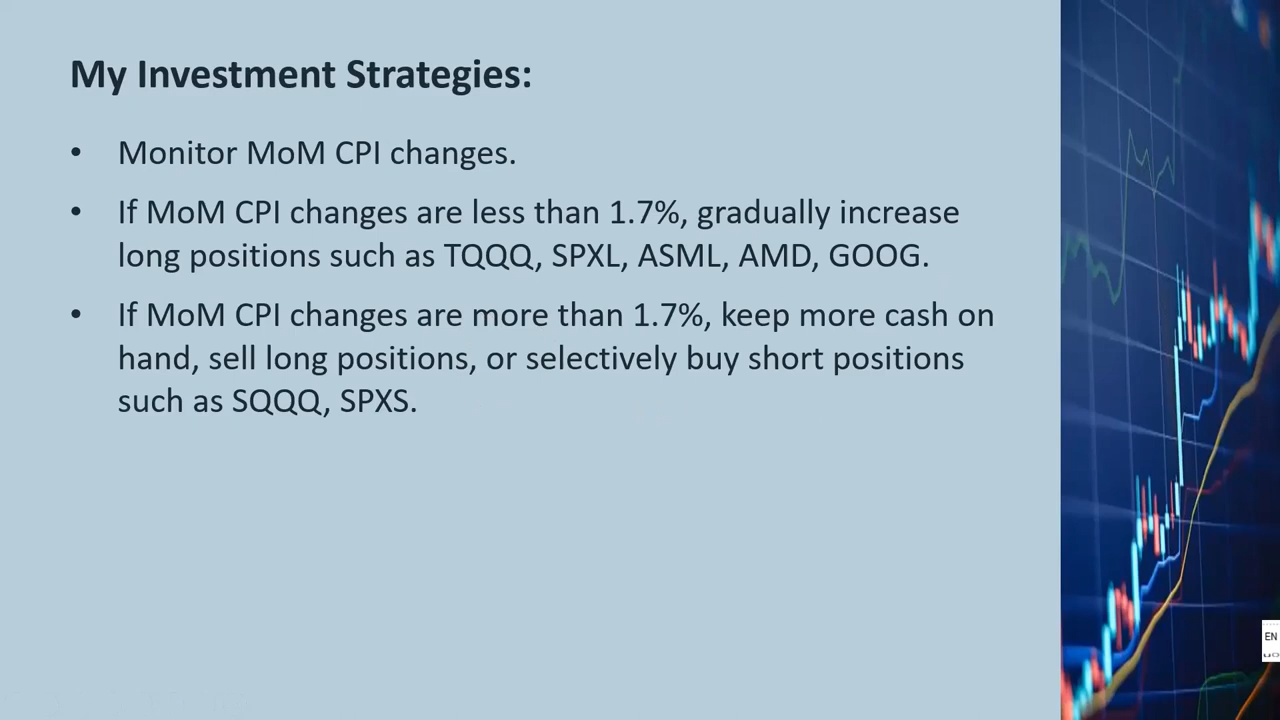 My Investment Strategies:
• Monitor MoM CPI changes.
• If MoM CPI changes are less than 1.7%, gradually increase
long positions such as TQQQ, SPXL, ASML, AMD, GOOG.
• If MoM CPI changes are more than 1.7%, keep more cash on
hand, sell long positions, or selectively buy short positions
such as SQQQ, SPXS.
EN